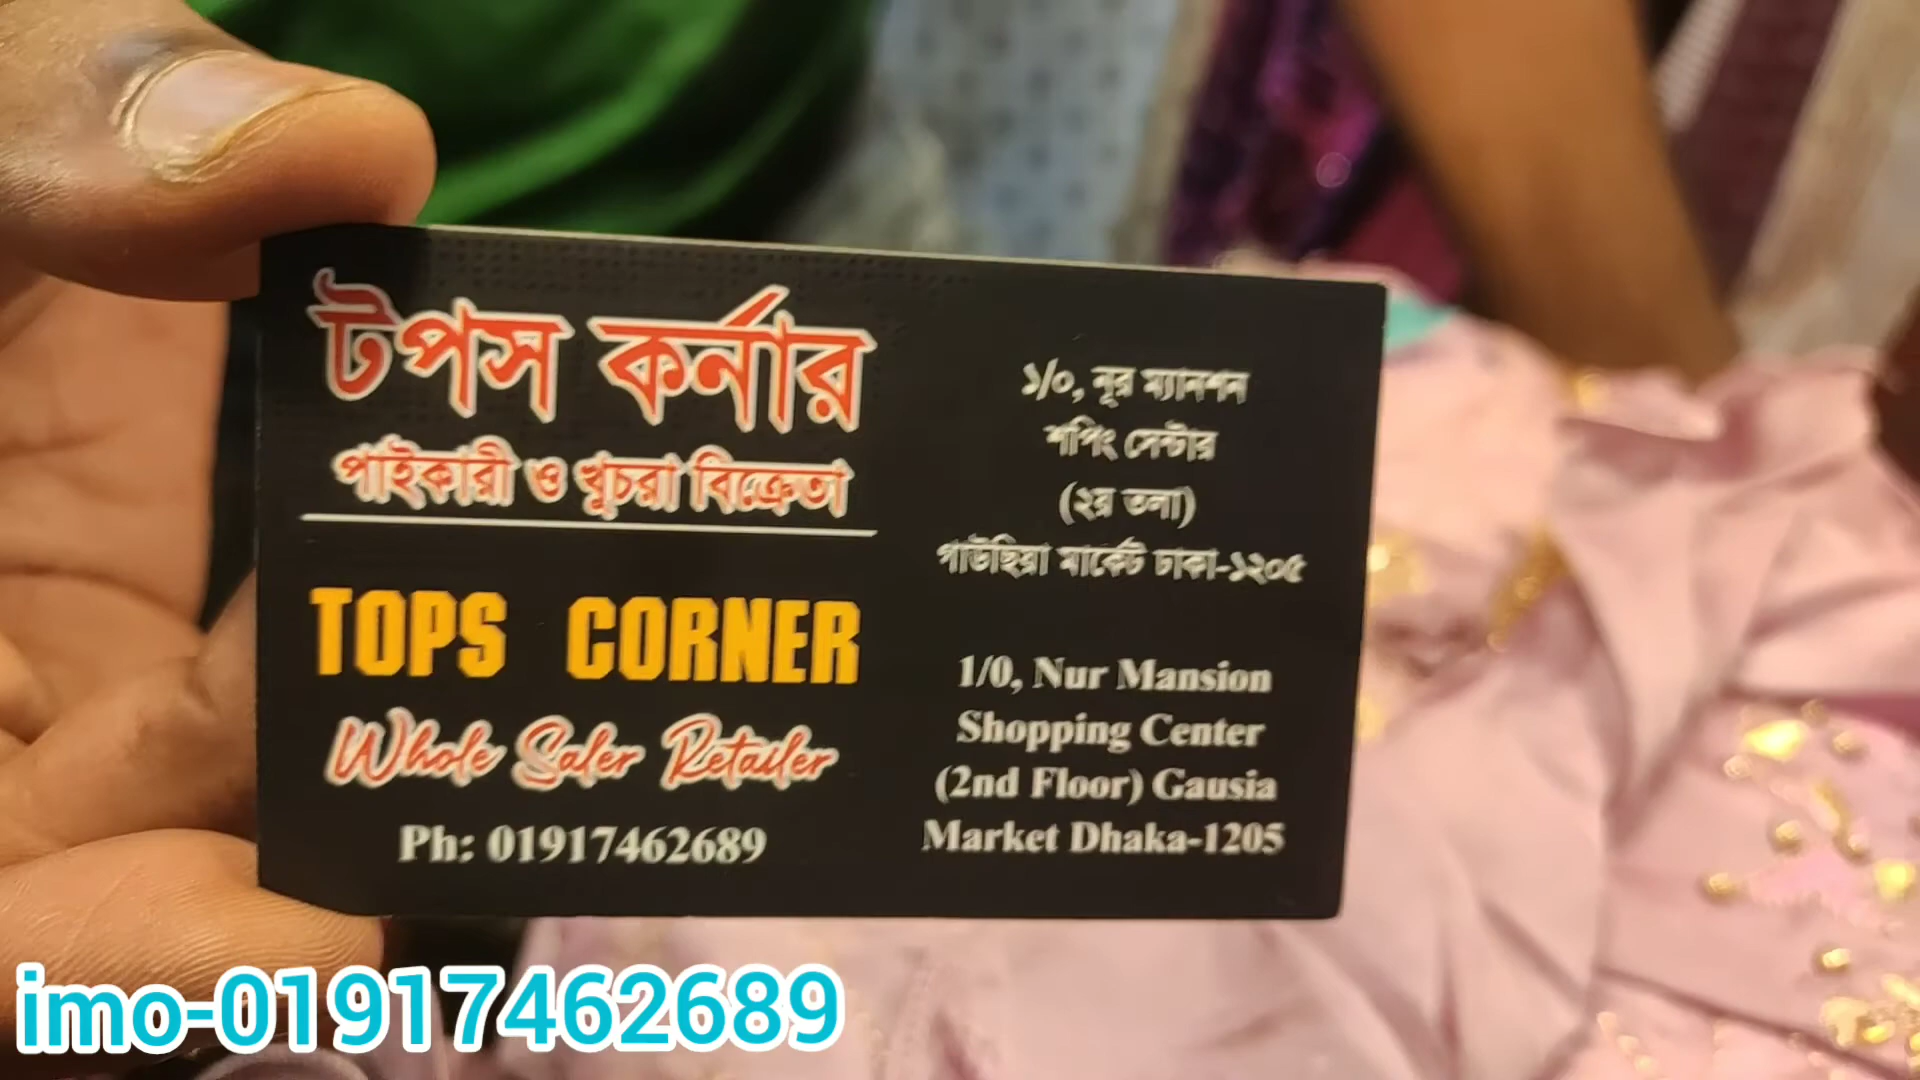 টপস কর্নার
পাইকারী ও খুচরা বিক্রেতা
TOPS CORNER
Whole Saler Retailer
Ph: 01917462689
১/০, নূর ম্যানশন
শপিং সেন্টার
(২য় তলা)
গাউছিয়া মার্কেট ঢাকা-১২০৫
1/0, Nur Mansion
Shopping Center
(2nd Floor) Gausia
Market Dhaka-1205
imo-01917462689